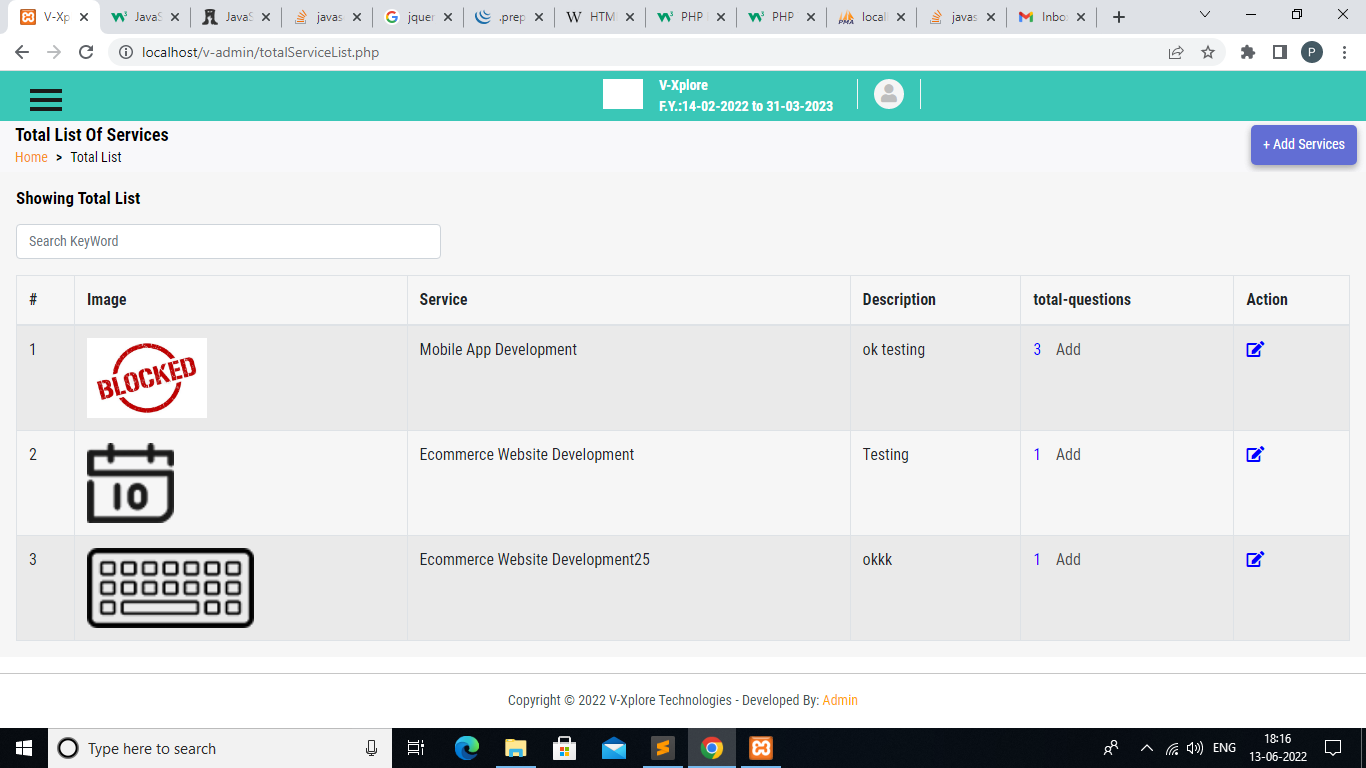 V-Xp
JavaS
JavaS
javas
jquer
.prep
W HTMl
PHP
PHP
PMA local
javas
Inbo
localhost/v-admin/totalServiceList.php
P
V-Xplore
F.Y.:14-02-2022 to 31-03-2023
Total List Of Services
+ Add Services
Home > Total List
Showing Total List
Search KeyWord
# Image Service Description total-questions Action
1 BLOCKED Mobile App Development ok testing 3 Add
2 10 Ecommerce Website Development Testing 1 Add
3 Ecommerce Website Development25 okkk 1 Add
Copyright © 2022 V-Xplore Technologies - Developed By: Admin
Type here to search
ENG
18:16
13-06-2022